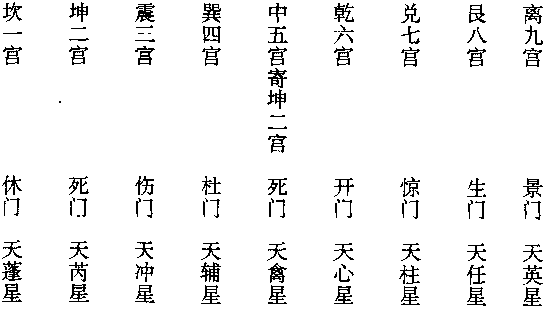 坎一宫 休门 天蓬星
坤二宫 死门 天芮星
震三宫 伤门 天冲星
巽四宫 杜门 天辅星
中五宫寄坤二宫 死门 天禽星
乾六宫 开门 天心星
兑七宫 惊门 天柱星
艮八宫 生门 天任星
离九宫 景门 天英星